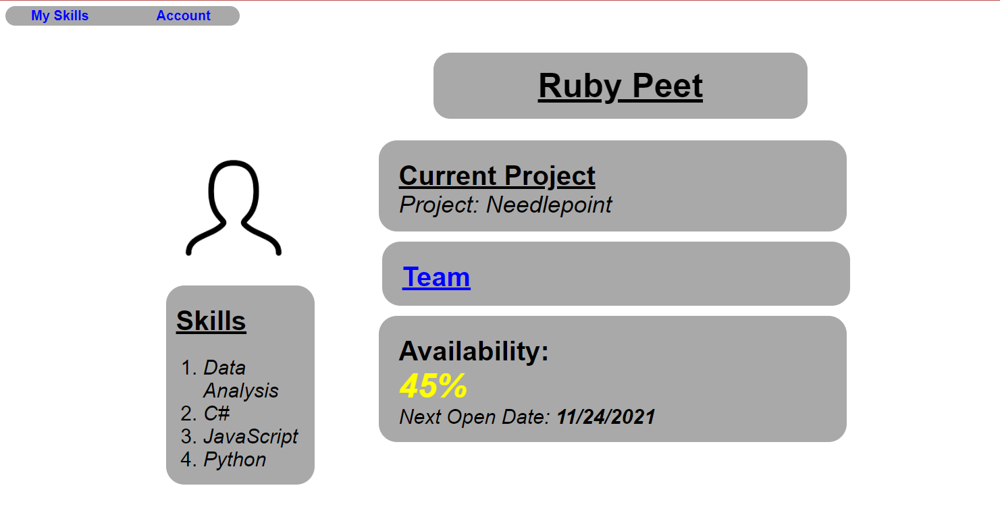 My Skills Account
Ruby Peet
Current Project
Project: Needlepoint
Team
Skills
1. Data
Analysis
2. C#
3. JavaScript
4. Python
Availability:
45%
Next Open Date: 11/24/2021